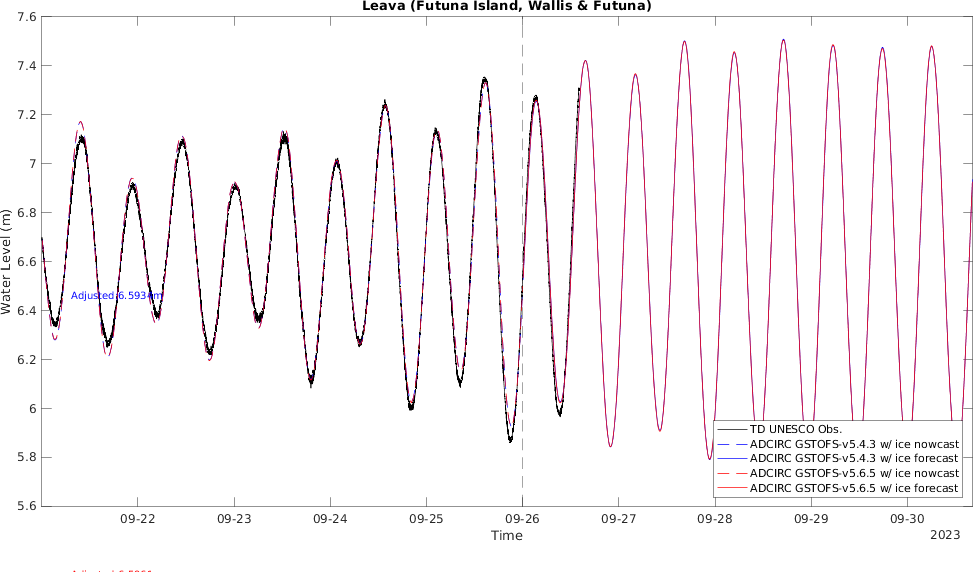 Leava (Futuna Island, Wallis & Futuna)
7.6
7.4
7.2
7
6.8
6.6
6.4
6.2
6
5.8
5.6
Water Level (m)
Adjusted:6.5934m
TD UNESCO Obs.
ADCIRC GSTOFS-v5.4.3 w/ ice nowcast
ADCIRC GSTOFS-v5.4.3 w/ ice forecast
ADCIRC GSTOFS-v5.6.5 w/ ice nowcast
ADCIRC GSTOFS-v5.6.5 w/ ice forecast
09-22 09-23 09-24 09-25 09-26 09-27 09-28 09-29 09-30
Time
2023